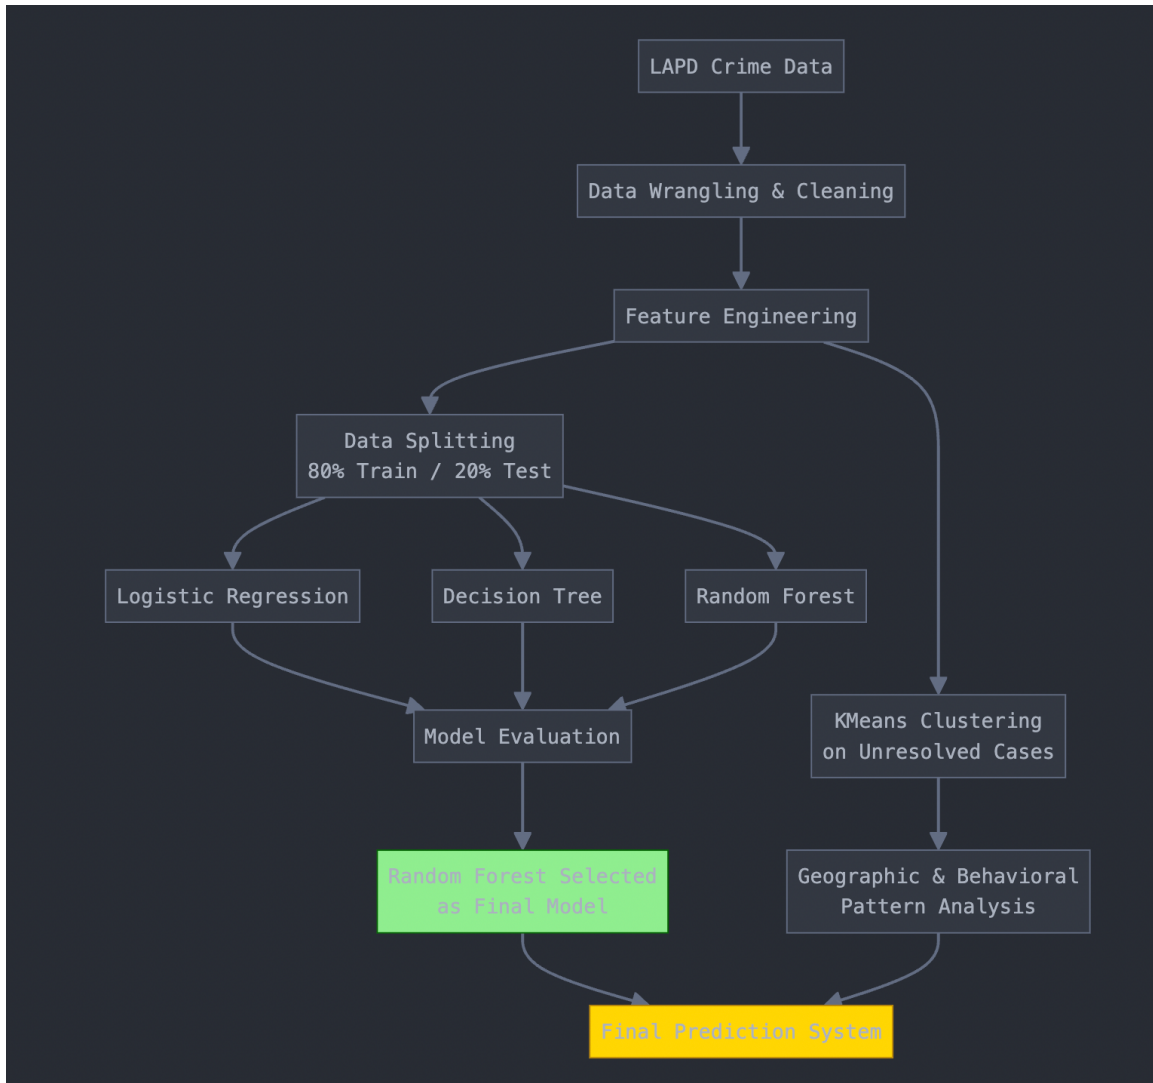 LAPD Crime Data
Data Wrangling & Cleaning
Feature Engineering
Data Splitting
80% Train / 20% Test
Logistic Regression
Decision Tree
Random Forest
Model Evaluation
KMeans Clustering
on Unresolved Cases
Random Forest Selected
as Final Model
Geographic & Behavioral
Pattern Analysis
Final Prediction System